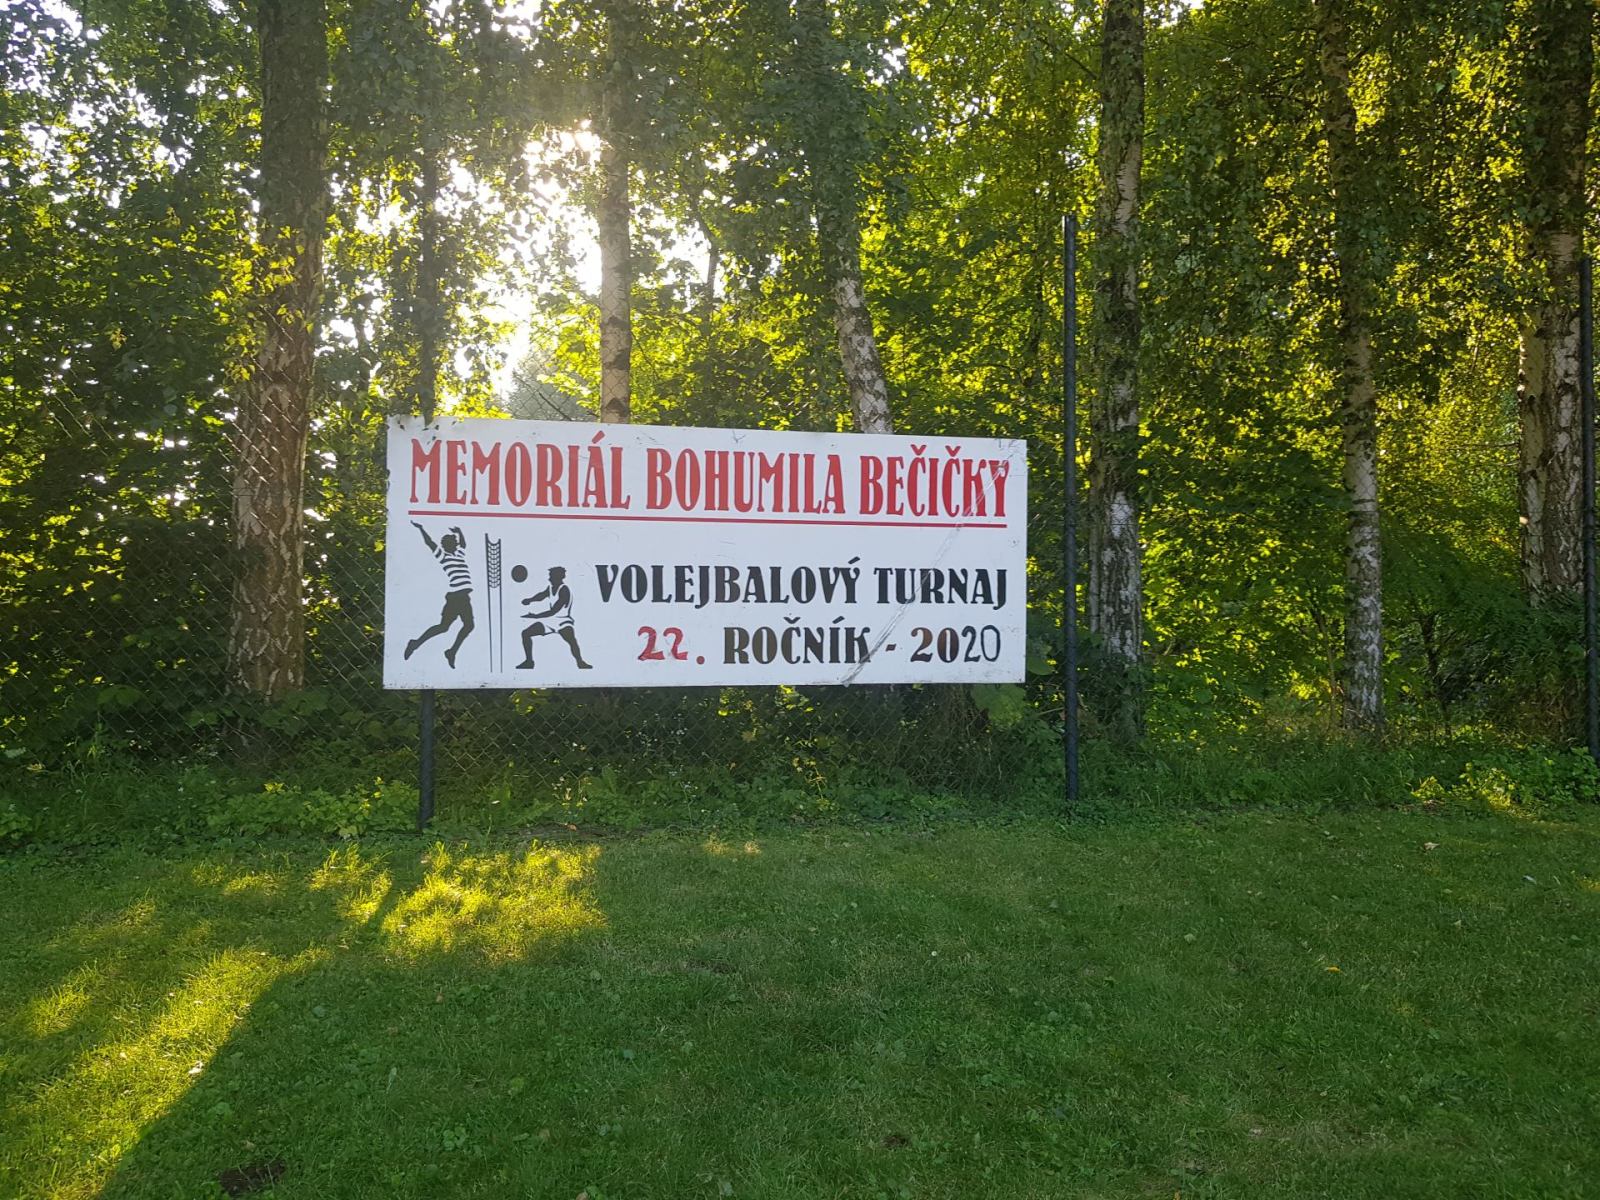 MEMORIÁL BOHUMILA BEČIČKY
VOLEJBALOVÝ TURNAJ
22. ROČNÍK - 2020